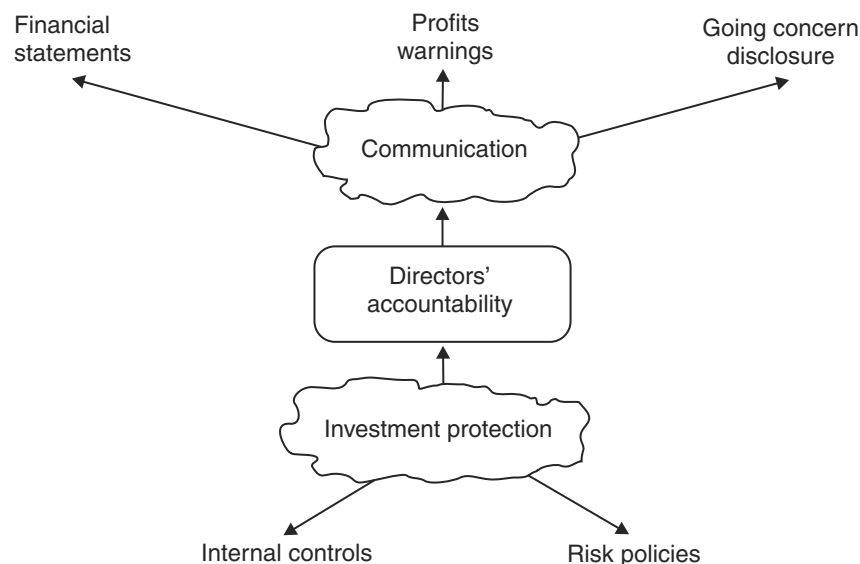 Financial
statements
Profits
warnings
Going concern
disclosure
Communication
Directors’
accountability
Investment protection
Internal controls
Risk policies